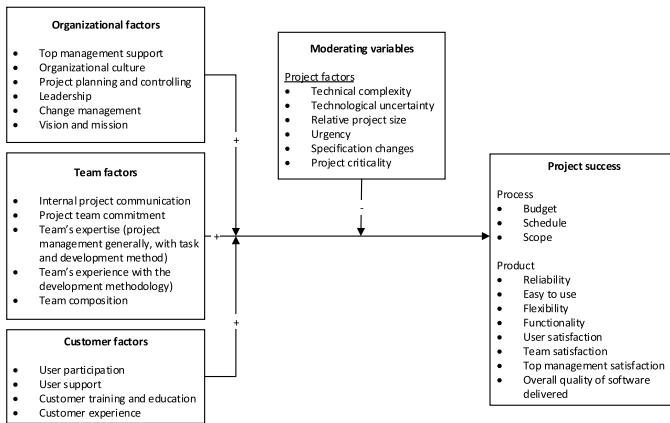 Organizational factors
• Top management support
• Organizational culture
• Project planning and controlling
• Leadership
• Change management
• Vision and mission
+
Team factors
• Internal project communication
• Project team commitment
• Team's expertise (project
management generally, with task
and development method)
• Team's experience with the
development methodology)
• Team composition
+
Customer factors
• User participation
• User support
• Customer training and education
• Customer experience
+
Moderating variables
Project factors
• Technical complexity
• Technological uncertainty
• Relative project size
• Urgency
• Specification changes
• Project criticality
-
Project success
Process
• Budget
• Schedule
• Scope
Product
• Reliability
• Easy to use
• Flexibility
• Functionality
• User satisfaction
• Team satisfaction
• Top management satisfaction
• Overall quality of software
delivered